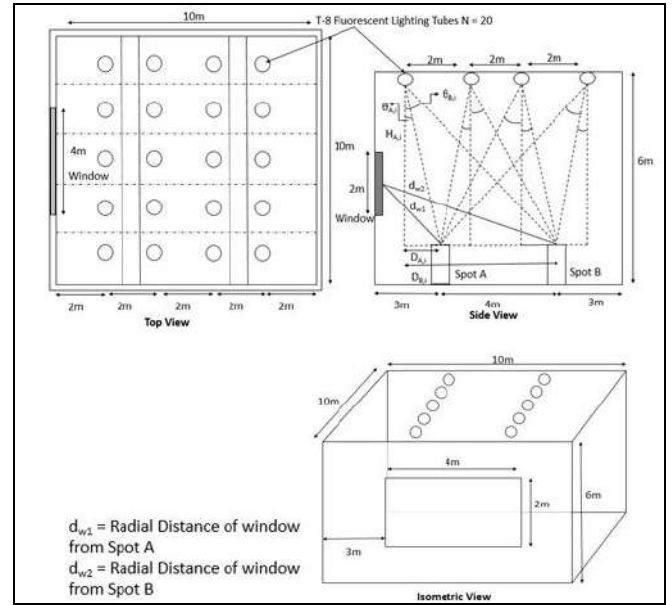 10m
T-8 Fluorescent Lighting Tubes N = 20
2m 2m 2m
θB,i
θA,i
HA,i
4m
Window
10m
2m
Window
6m
dw2
dw1
DA,i
Spot A
Spot B
DB,i
2m 2m 2m 2m 2m
Top View
3m 4m 3m
Side View
10m
10m
4m
2m
6m
3m
Isometric View
dw1 = Radial Distance of window
from Spot A
dw2 = Radial Distance of window
from Spot B